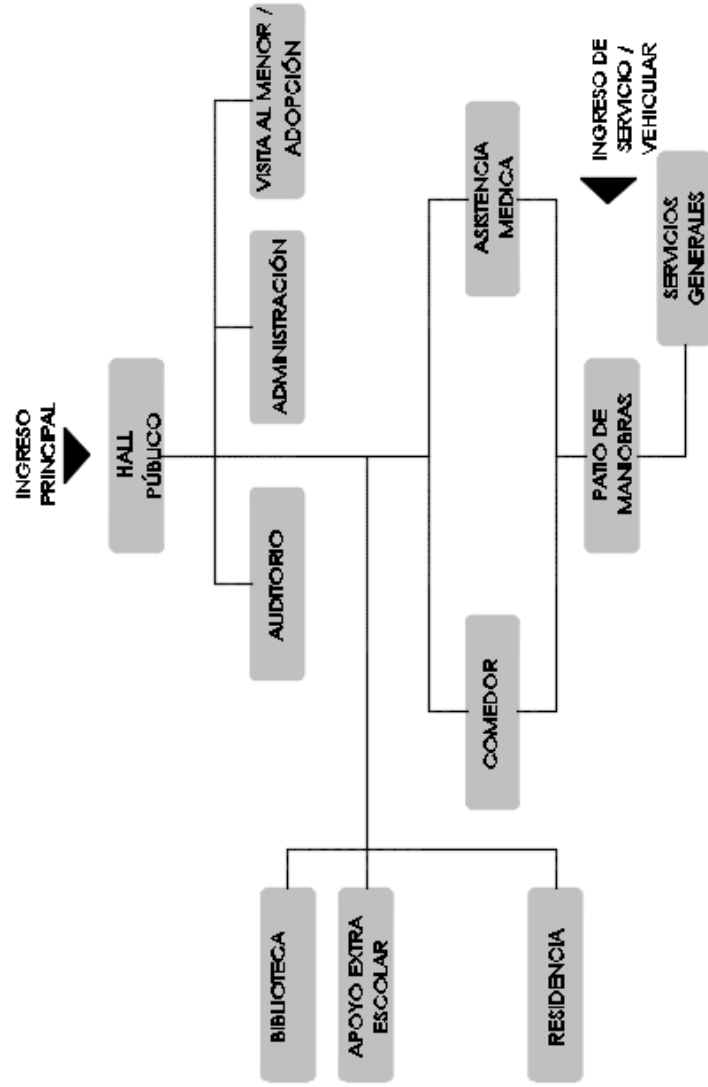 INGRESO
PRINCIPAL
HALL
PÚBLICO
AUDITORIO
ADMINISTRACIÓN
VISITA AL MENOR /
ADOPCIÓN
BIBLIOTECA
APOYO EXTRA
ESCOLAR
RESIDENCIA
COMEDOR
ASISTENCIA
MEDICA
PATIO DE
MANIOBRAS
INGRESO DE
SERVICIO /
VEHICULAR
SERVICIOS
GENERALES